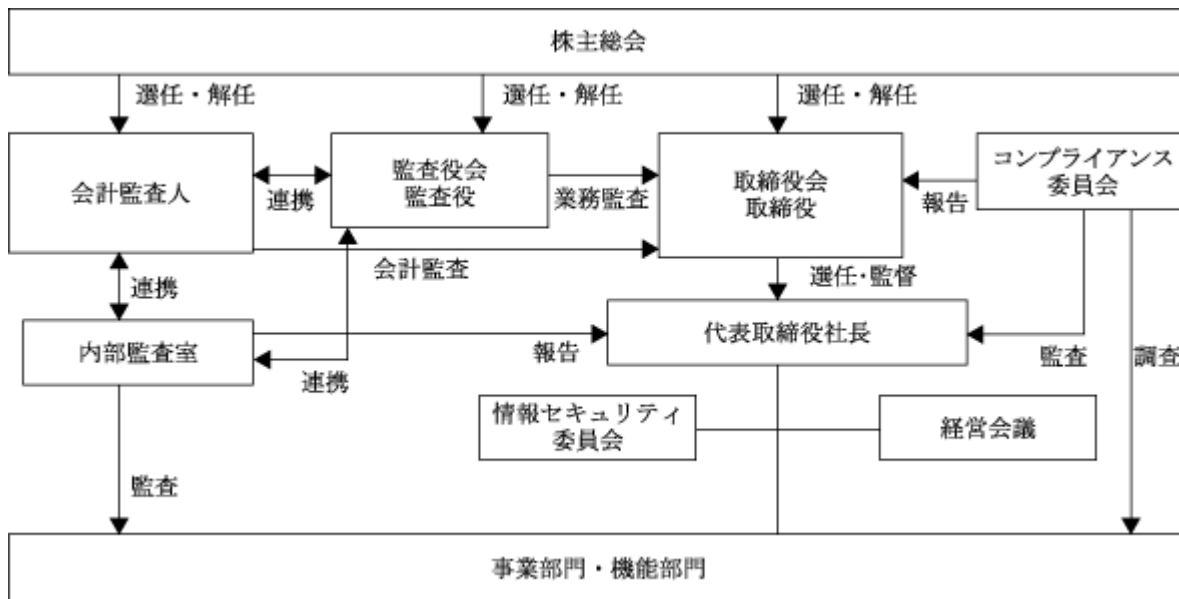 株主総会
選任・解任
選任・解任
選任・解任
会計監査人
連携
監査役会
監査役
業務監査
取締役会
取締役
報告
コンプライアンス
委員会
会計監査
連携
選任・監督
内部監査室
連携
報告
代表取締役社長
監査
調査
情報セキュリティ
委員会
経営会議
監査
事業部門・機能部門